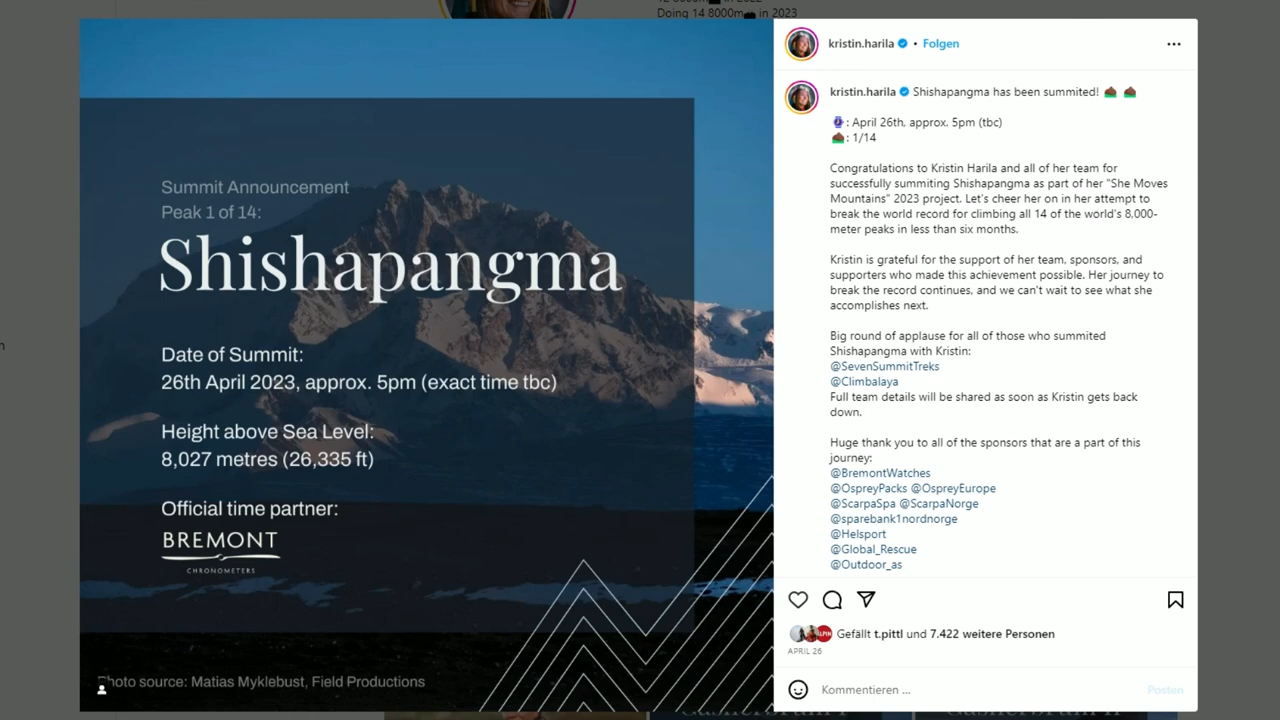 Doing 14 8000m in 2023
Summit Announcement
Peak 1 of 14:
Shishapangma
Date of Summit:
26th April 2023, approx. 5pm (exact time tbc)
Height above Sea Level:
8,027 metres (26,335 ft)
Official time partner:
BREMONT
CHRONOMETERS
Photo source: Matias Myklebust, Field Productions
kristin.harila • Folgen
kristin.harila Shishapangma has been summited!
: April 26th, approx. 5pm (tbc)
: 1/14
Congratulations to Kristin Harila and all of her team for
successfully summiting Shishapangma as part of her "She Moves
Mountains" 2023 project. Let's cheer her on in her attempt to
break the world record for climbing all 14 of the world's 8,000-
meter peaks in less than six months.
Kristin is grateful for the support of her team, sponsors, and
supporters who made this achievement possible. Her journey to
break the record continues, and we can't wait to see what she
accomplishes next.
Big round of applause for all of those who summited
Shishapangma with Kristin:
@SevenSummitTreks
@Climbalaya
Full team details will be shared as soon as Kristin gets back
down.
Huge thank you to all of the sponsors that are a part of this
journey:
@BremontWatches
@OspreyPacks @OspreyEurope
@ScarpaSpa @ScarpaNorge
@sparebank1nordnorge
@Helsport
@Global_Rescue
@Outdoor_as
Gefällt t.pittl und 7.422 weitere Personen
APRIL 26
Kommentieren ...
Posten